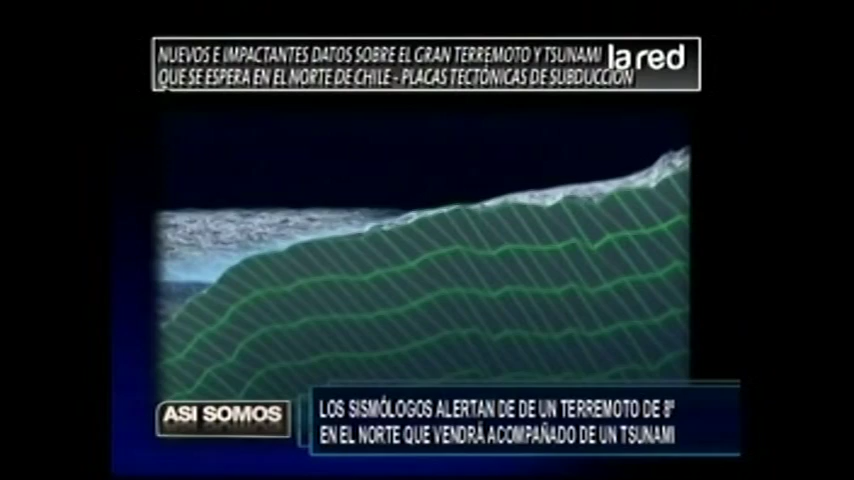 NUEVOS E IMPACTANTES DATOS SOBRE EL GRAN TERREMOTO Y TSUNAMI
QUE SE ESPERA EN EL NORTE DE CHILE - PLACAS TECTÓNICAS DE SUBDUCCIÓN
la red
ASI SOMOS
LOS SISMÓLOGOS ALERTAN DE DE UN TERREMOTO DE 8º
EN EL NORTE QUE VENDRÁ ACOMPAÑADO DE UN TSUNAMI